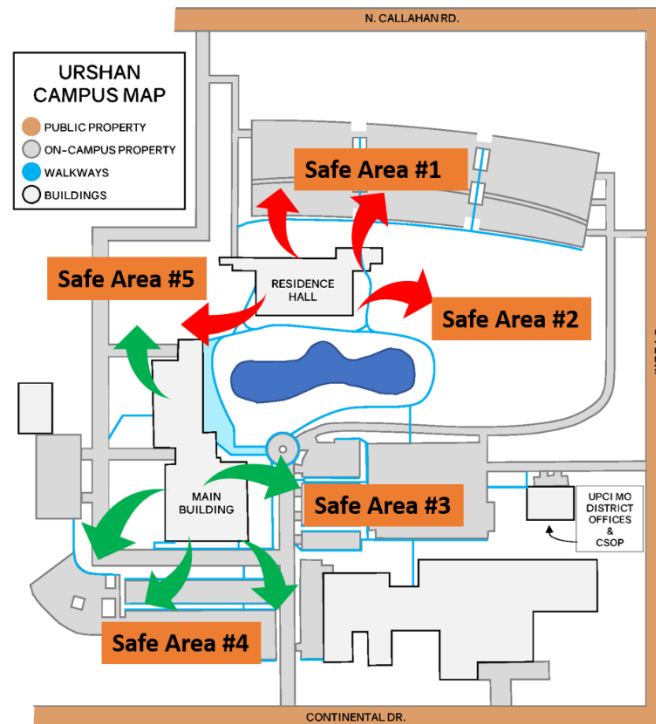 N. CALLAHAN RD.
URSHAN
CAMPUS MAP
PUBLIC PROPERTY
ON-CAMPUS PROPERTY
WALKWAYS
BUILDINGS
Safe Area #1
Safe Area #5
RESIDENCE
HALL
Safe Area #2
MAIN
BUILDING
Safe Area #3
UPCI MO
DISTRICT
OFFICES
&
CSOP
Safe Area #4
CONTINENTAL DR.